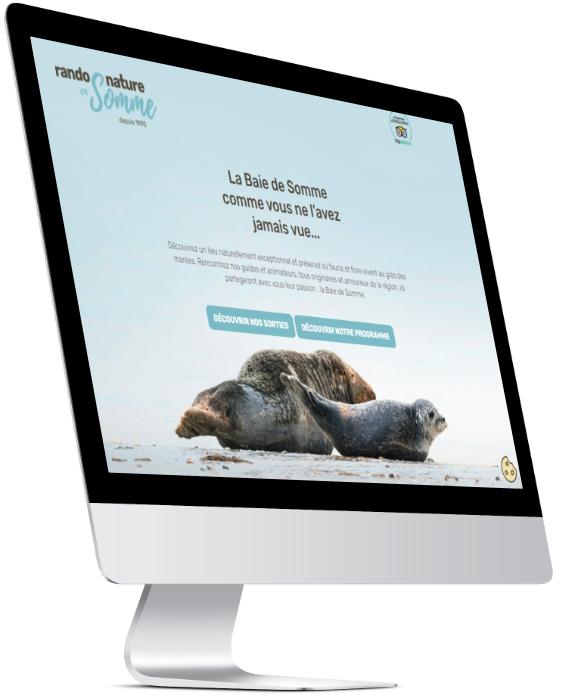 rando nature
en Somme
depuis 1995
La Baie de Somme
comme vous ne l'avez
jamais vue...
Découvrez un lieu naturellement exceptionnel et préservé où faune et flore vivent au grès des
marées. Rencontrez nos guides et animateurs, tous originaires et amoureux de la région, ils
partageront avec vous leur passion : la Baie de Somme.
DÉCOUVRIR NOS SORTIES
DÉCOUVRIR NOTRE PROGRAMME